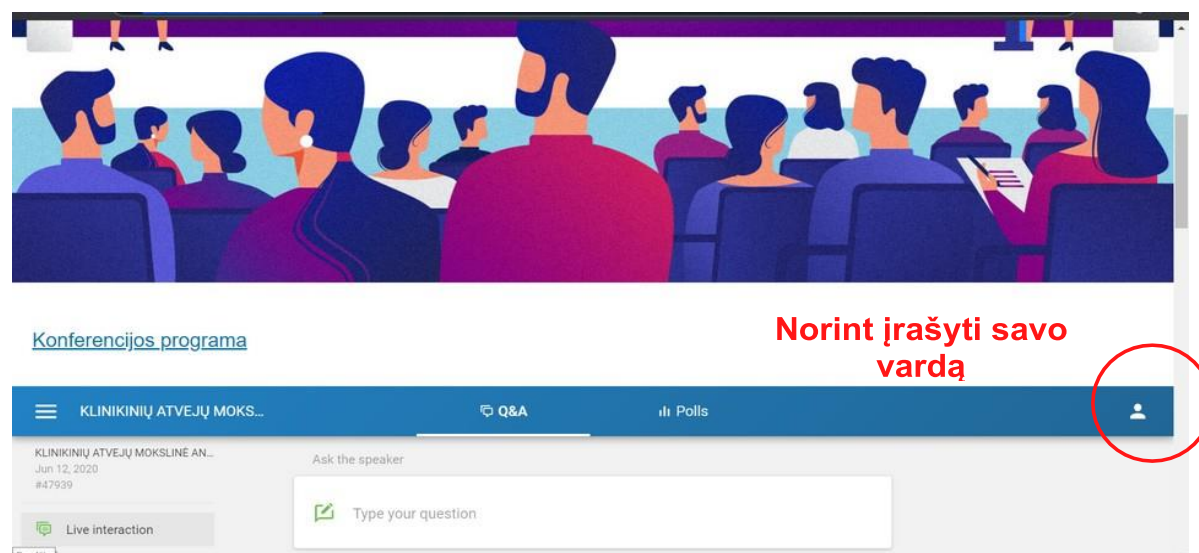 Konferencijos programa
Norint įrašyti savo
vardą
KLINIKINIŲ ATVEJŲ MOKS...
Q&A
Polls
KLINIKINIŲ ATVEJŲ MOKSLINĖ AN...
Jun 12, 2020
#47939
Ask the speaker
Live interaction
Type your question